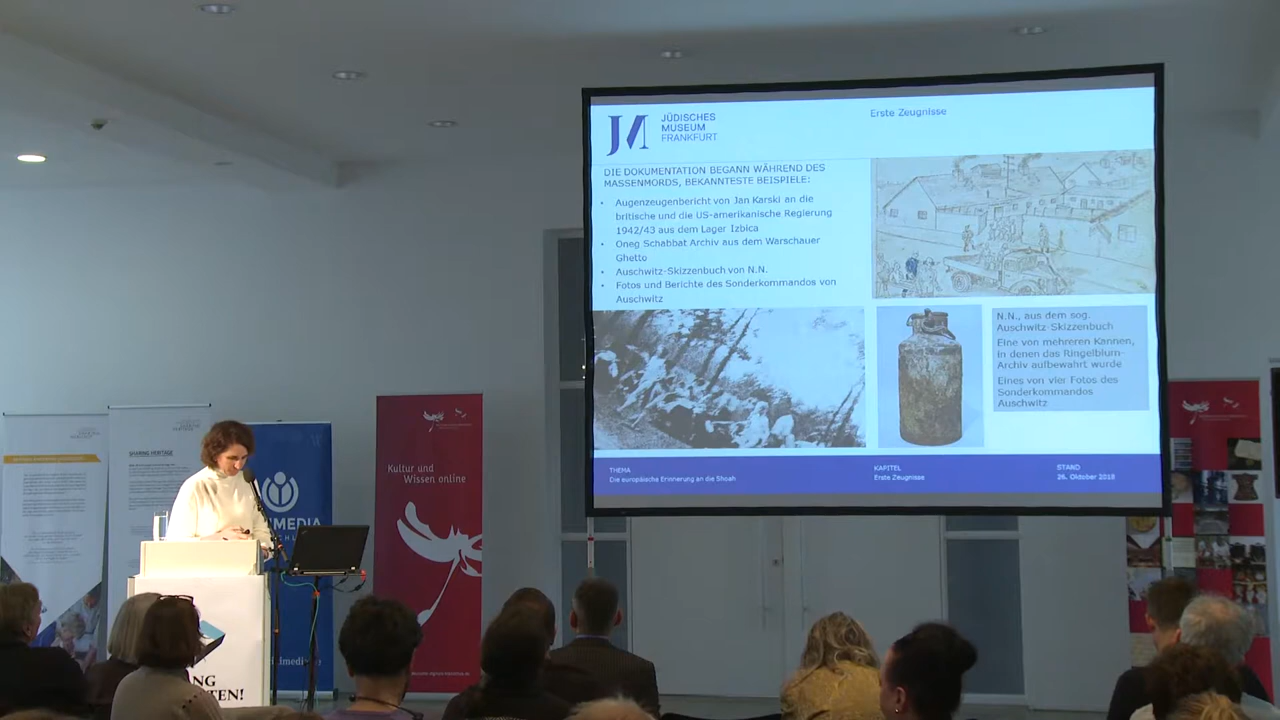 JM
JÜDISCHES
MUSEUM
FRANKFURT
Erste Zeugnisse
DIE DOKUMENTATION BEGANN WÄHREND DES
MASSENMORDS, BEKANNTESTE BEISPIELE:
• Augenzeugenbericht von Jan Karski an die
britische und die US-amerikanische Regierung
1942/43 aus dem Lager Izbica
• Oneg Schabbat Archiv aus dem Warschauer
Ghetto
• Auschwitz-Skizzenbuch von N.N.
• Fotos und Berichte des Sonderkommandos von
Auschwitz
N.N., aus dem sog.
Auschwitz-Skizzenbuch
Eine von mehreren Kannen,
in denen das Ringelblum-
Archiv aufbewahrt wurde
Eines von vier Fotos des
Sonderkommandos
Auschwitz
THEMA
Die europäische Erinnerung an die Shoah
KAPITEL
Erste Zeugnisse
STAND
26. Oktober 2018
SHARING HERITAGE
IMEDIA
Kultur und
Wissen online
NG
TEN!